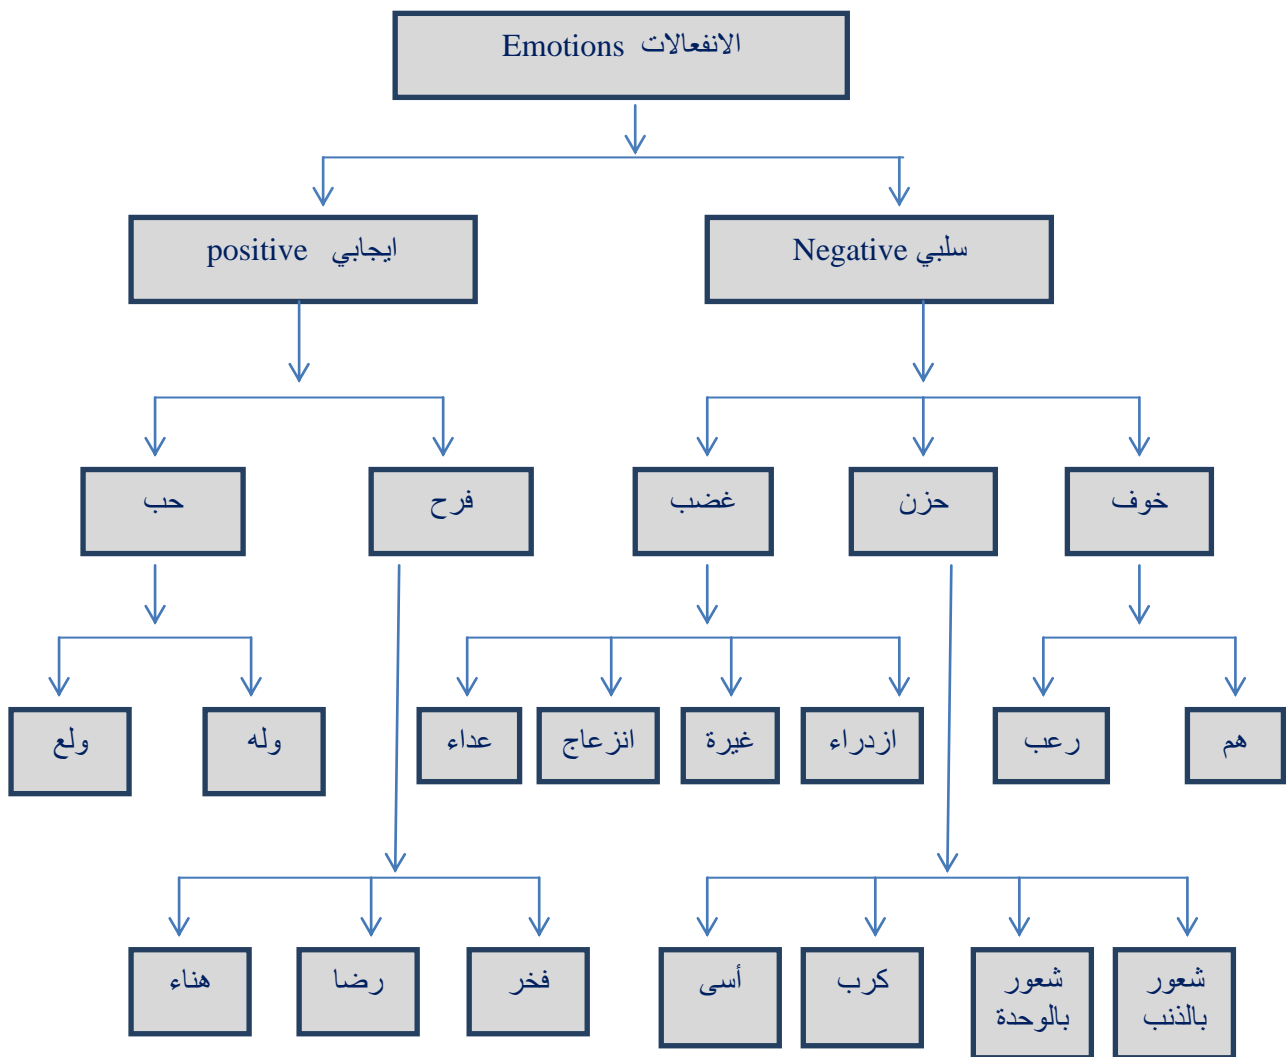 الانفعالات Emotions
ايجابي positive
سلبي Negative
حب
فرح
غضب
حزن
خوف
ولع
وله
عداء
انزعاج
غيرة
ازدراء
رعب
هم
هناء
رضا
فخر
أسى
كرب
شعور
بالوحدة
شعور
بالذنب